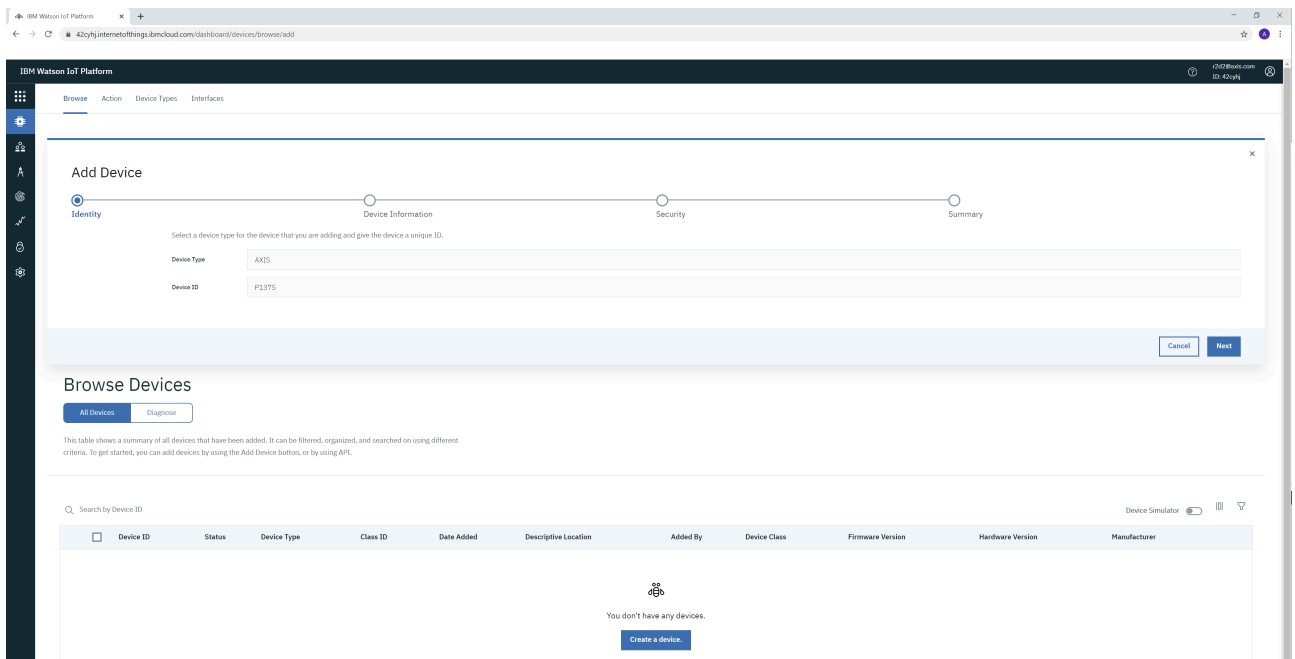 IBM Watson IoT Platform
42cyhj.internetofthings.ibmcloud.com/dashboard/devices/browse/add
A
IBM Watson IoT Platform
r2d2@axis.com
ID: 42cyhj
Browse Action Device Types Interfaces
Add Device
Identity Device Information Security Summary
Select a device type for the device that you are adding and give the device a unique ID.
Device Type AXIS
Device ID P1375
Cancel Next
Browse Devices
All Devices Diagnose
This table shows a summary of all devices that have been added. It can be filtered, organized, and searched on using different
criteria. To get started, you can add devices by using the Add Device button, or by using API.
Search by Device ID Device Simulator
Device ID Status Device Type Class ID Date Added Descriptive Location Added By Device Class Firmware Version Hardware Version Manufacturer
You don't have any devices.
Create a device.